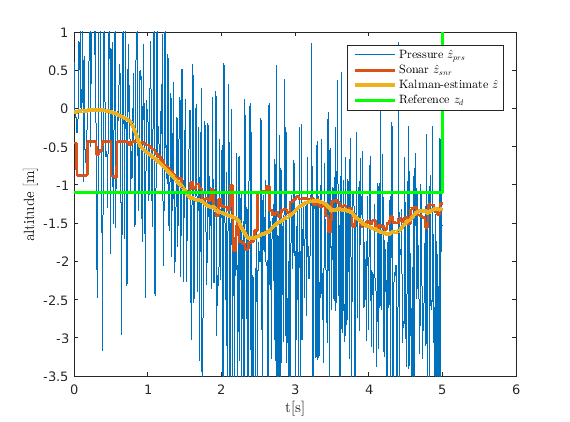 1
0.5
0
-0.5
-1
-1.5
-2
-2.5
-3
-3.5
altitude [m]
0 1 2 3 4 5 6
t[s]
Pressure ẑ_prs
Sonar ẑ_snr
Kalman-estimate ẑ
Reference z_d